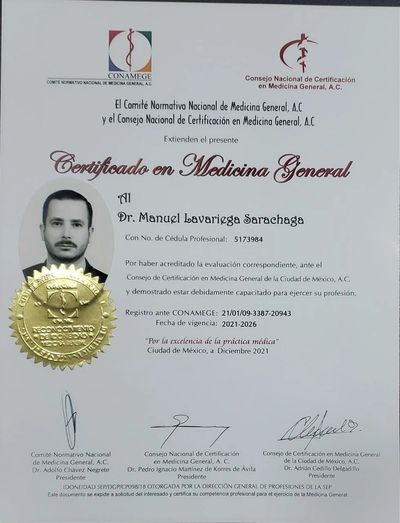 CONAMEGE
COMITÉ NORMATIVO NACIONAL DE MEDICINA GENERAL, A.C.
Consejo Nacional de Certificación
en Medicina General, A.C.
El Comité Normativo Nacional de Medicina General, A.C
y el Consejo Nacional de Certificación en Medicina General, A.C
Extienden el presente
Certificado en Medicina General
Al
Dr. Manuel Lavariega Sarachaga
Con No. de Cédula Profesional: 5173984
Por haber acreditado la evaluación correspondiente, ante el
Consejo de Certificación en Medicina General de la Ciudad de México, A.C.
y demostrado estar debidamente capacitado para ejercer su profesión.
Registro ante CONAMEGE: 21/01/09-3387-20943
Fecha de vigencia: 2021-2026
"Por la excelencia de la práctica médica"
Ciudad de México, a Diciembre 2021
Comité Normativo Nacional
de Medicina General, A.C.
Dr. Adolfo Chávez Negrete
Presidente
Consejo Nacional de Certificación
en Medicina General, A. C.
Dr. Pedro Ignacio Martínez de Korres de Ávila
Presidente
Consejo de Certificación en Medicina General
de la Ciudad de México, A.C.
Dr. Adrián Cedillo Delgadillo
Presidente
IDONEIDAD SEP/DGP/CP098/18 OTORGADA POR LA DIRECCIÓN GENERAL DE PROFESIONES DE LA SEP
Este documento se expide a solicitud del interesado y certifica su competencia profesional para el ejercicio de la Medicina General.